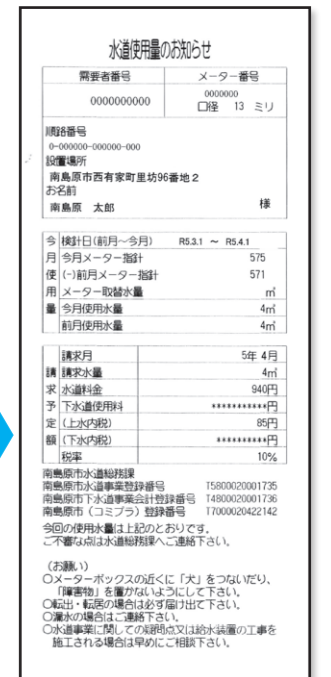 水道使用量のお知らせ
需要者番号 メーター番号
0000000000 0000000
口径 13 ミリ
順路番号
0-000000-000000-000
設置場所
南島原市西有家町里坊96番地2
お名前
南島原 太郎 様
今月使用量
検針日(前月~今月) R5.3.1 ~ R5.4.1
今月メーター指針 575
(-)前月メーター指針 571
メーター取替水量 ㎥
今月使用水量 4㎥
前月使用水量 4㎥
請求予定額
請求月 5年 4月
請求水量 4㎥
水道料金 940円
下水道使用料 ***********円
(上水内税) 85円
(下水内税) ***********円
税率 10%
南島原市水道総務課
南島原市水道事業登録番号 T5800020001735
南島原市下水道事業会計登録番号 T4800020001736
南島原市(コミプラ)登録番号 T7000020422142
今回の使用水量は上記のとおりです。
ご不審な点は水道総務課へご連絡下さい。
(お願い)
○メーターボックスの近くに「犬」をつないだり、
「障害物」を置かないようにして下さい。
○転出・転居の場合は必ず届け出て下さい。
○漏水の場合はご連絡下さい。
○水道事業に関しての疑問点又は給水装置の工事を
施工される場合は早めにご相談下さい。